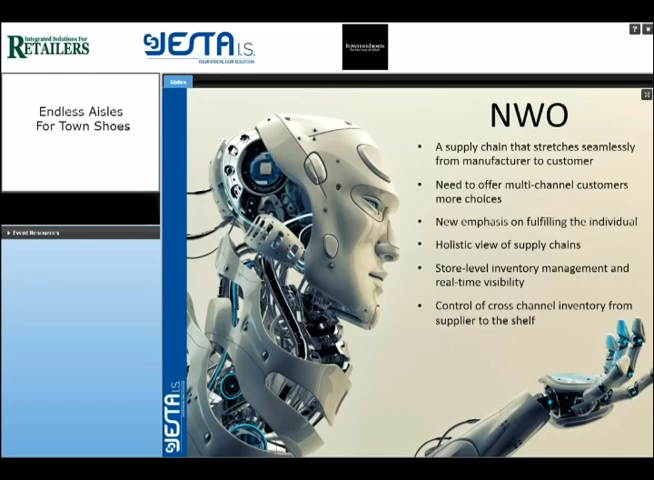 Integrated Solutions For
RETAILERS
JESTA I.S.
YOUR VISION, OUR SOLUTION
townshoes
Endless Aisles
For Town Shoes
Event Resources
Slides
NWO
• A supply chain that stretches seamlessly
from manufacturer to customer
• Need to offer multi-channel customers
more choices
• New emphasis on fulfilling the individual
• Holistic view of supply chains
• Store-level inventory management and
real-time visibility
• Control of cross channel inventory from
supplier to the shelf
JESTA I.S.